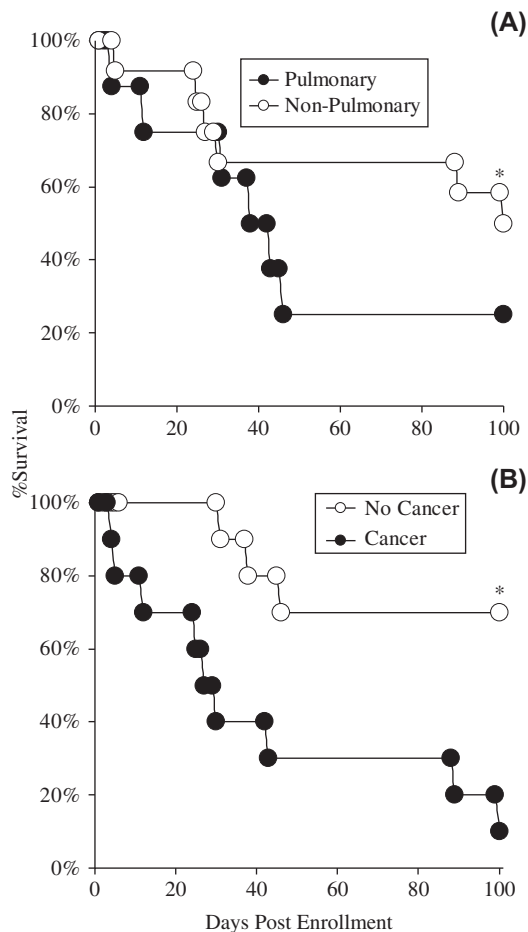 (A)
100%
80%
60%
40%
20%
0%
Pulmonary
Non-Pulmonary
*
0 20 40 60 80 100
%Survival
(B)
100%
80%
60%
40%
20%
0%
No Cancer
Cancer
*
0 20 40 60 80 100
Days Post Enrollment